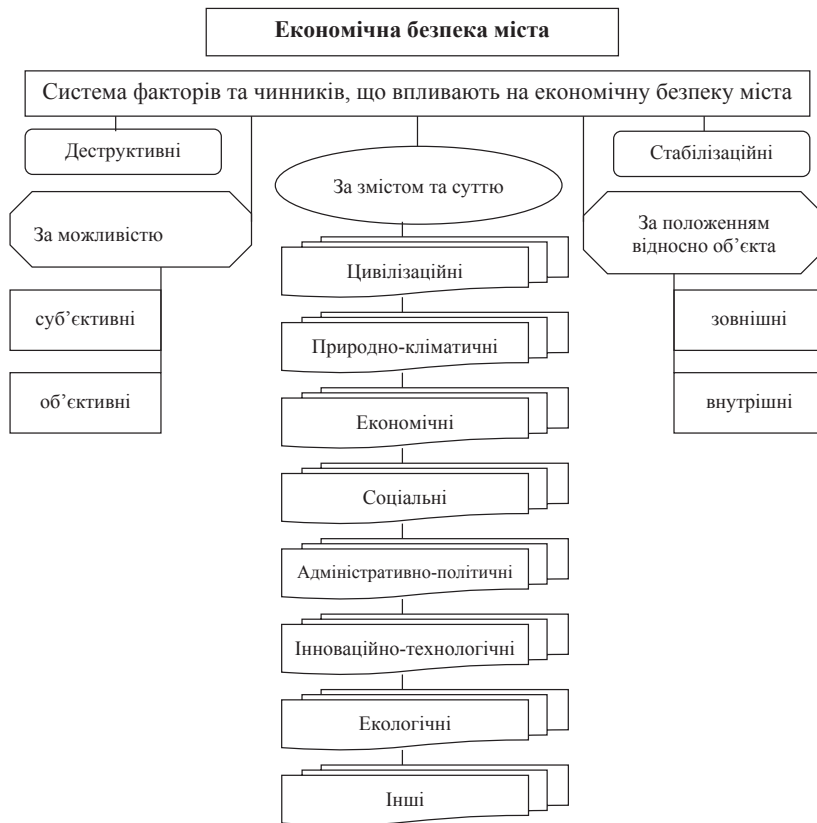 Економічна безпека міста
Система факторів та чинників, що впливають на економічну безпеку міста
Деструктивні
Стабілізаційні
За змістом та суттю
За можливістю
За положенням
відносно об’єкта
Цивілізаційні
суб’єктивні
зовнішні
Природно-кліматичні
об’єктивні
внутрішні
Економічні
Соціальні
Адміністративно-політичні
Інноваційно-технологічні
Екологічні
Інші